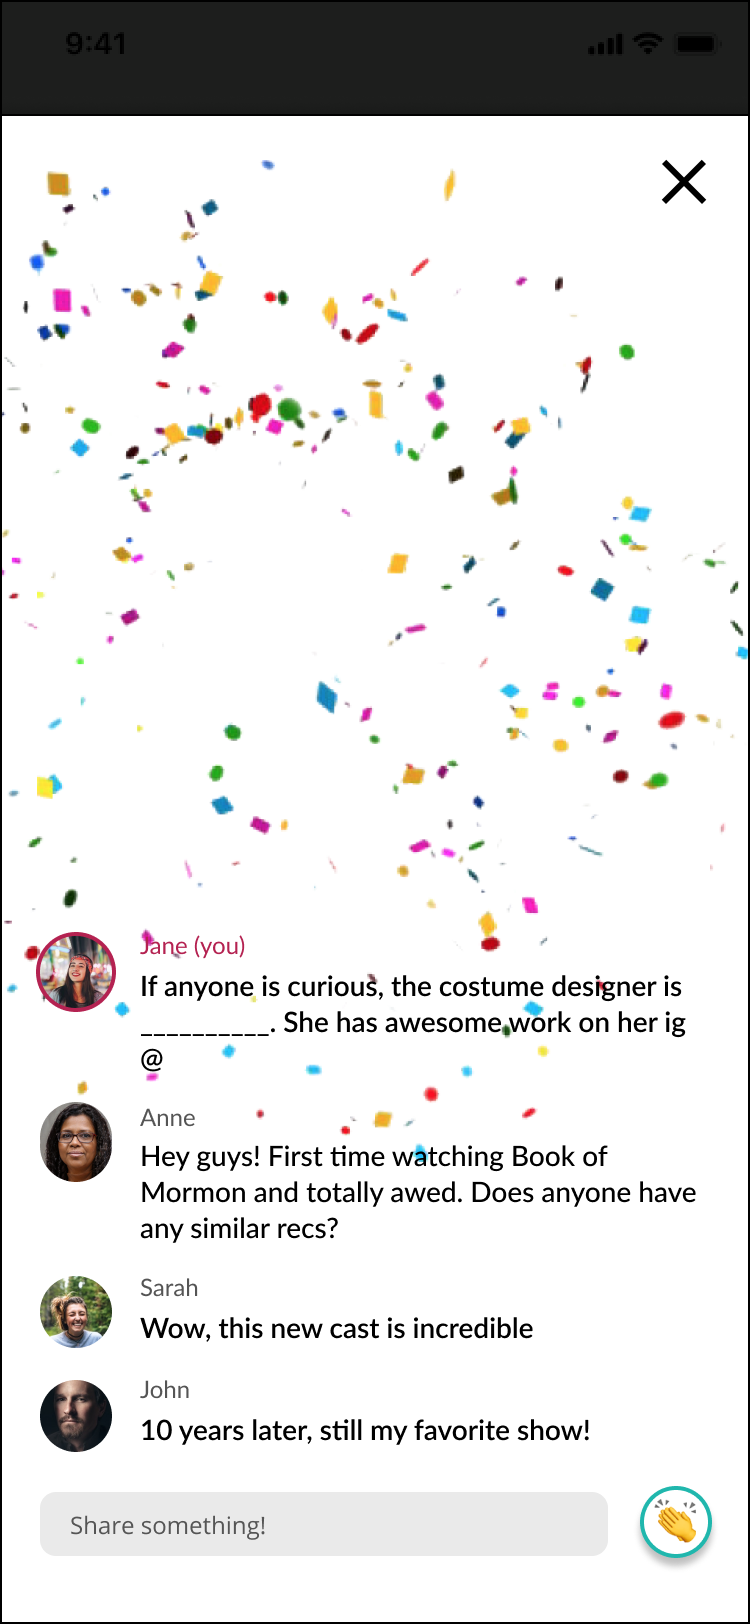 9:41
Jane (you)
If anyone is curious, the costume designer is
__________. She has awesome work on her ig
@
Anne
Hey guys! First time watching Book of
Mormon and totally awed. Does anyone have
any similar recs?
Sarah
Wow, this new cast is incredible
John
10 years later, still my favorite show!
Share something!